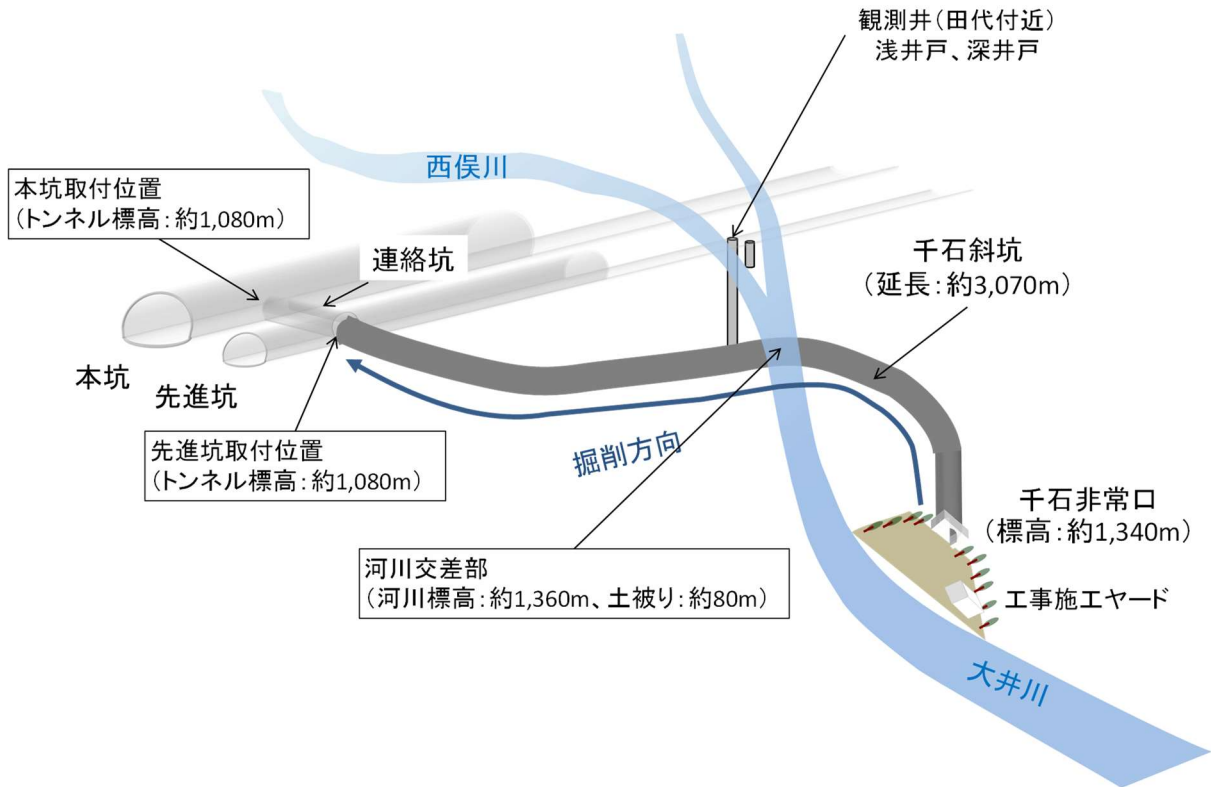 観測井(田代付近)
浅井戸、深井戸
西俣川
本坑取付位置
(トンネル標高:約1,080m)
連絡坑
千石斜坑
(延長:約3,070m)
本坑
先進坑
先進坑取付位置
(トンネル標高:約1,080m)
掘削方向
千石非常口
(標高:約1,340m)
河川交差部
(河川標高:約1,360m、土被り:約80m)
工事施工ヤード
大井川